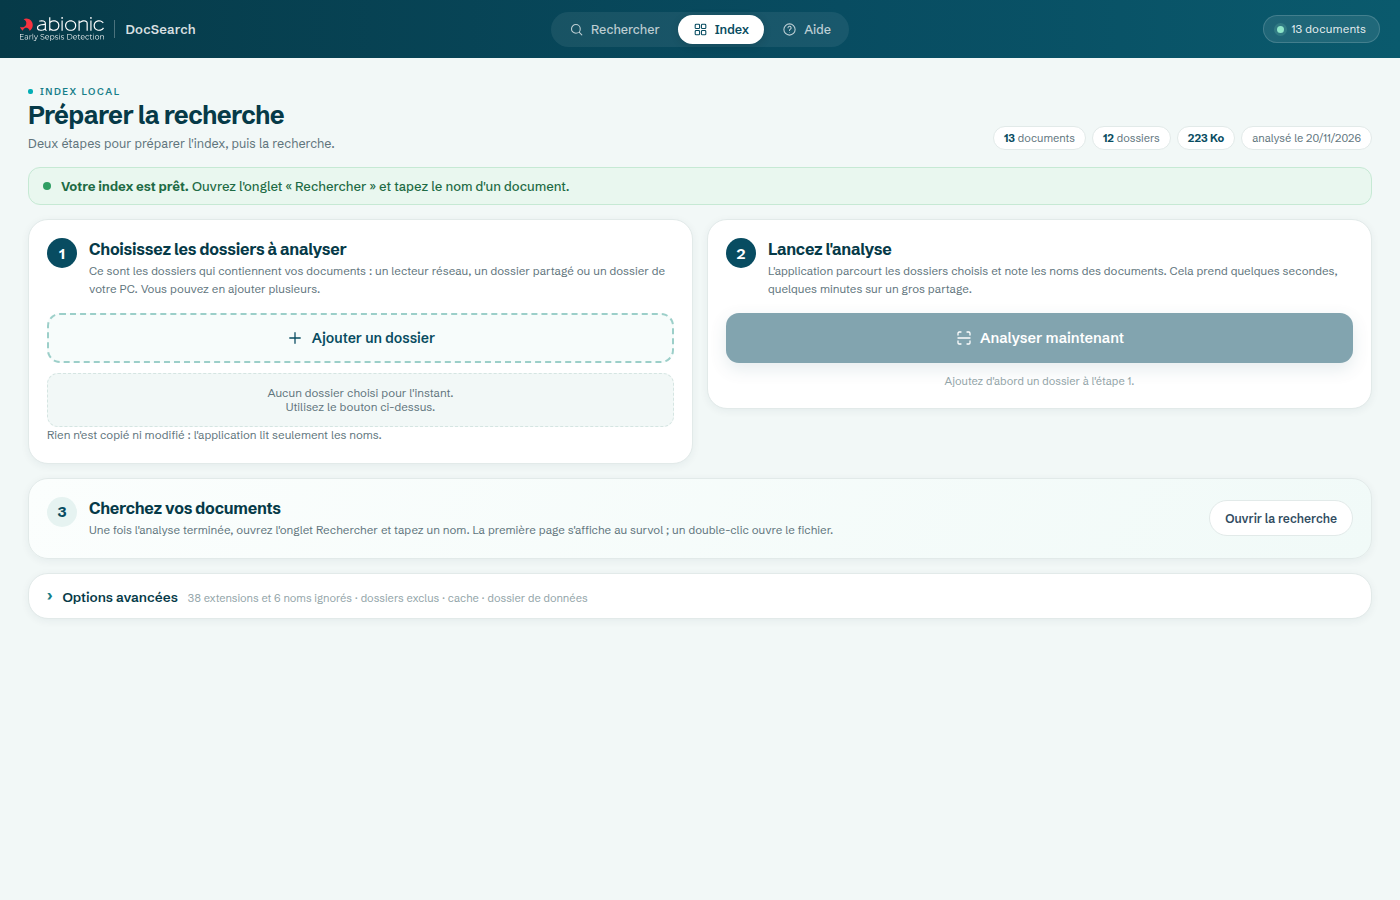 abionic
Early Sepsis Detection
DocSearch
Rechercher
Index
Aide
13 documents
INDEX LOCAL
Préparer la recherche
Deux étapes pour préparer l'index, puis la recherche.
13 documents
12 dossiers
223 Ko
analysé le 20/11/2026
Votre index est prêt. Ouvrez l'onglet « Rechercher » et tapez le nom d'un document.
1
Choisissez les dossiers à analyser
Ce sont les dossiers qui contiennent vos documents : un lecteur réseau, un dossier partagé ou un dossier de
votre PC. Vous pouvez en ajouter plusieurs.
Ajouter un dossier
Aucun dossier choisi pour l'instant.
Utilisez le bouton ci-dessus.
Rien n'est copié ni modifié : l'application lit seulement les noms.
2
Lancez l'analyse
L'application parcourt les dossiers choisis et note les noms des documents. Cela prend quelques secondes,
quelques minutes sur un gros partage.
Analyser maintenant
Ajoutez d'abord un dossier à l'étape 1.
3
Cherchez vos documents
Une fois l'analyse terminée, ouvrez l'onglet Rechercher et tapez un nom. La première page s'affiche au survol ; un double-clic ouvre le fichier.
Ouvrir la recherche
Options avancées
38 extensions et 6 noms ignorés · dossiers exclus · cache · dossier de données